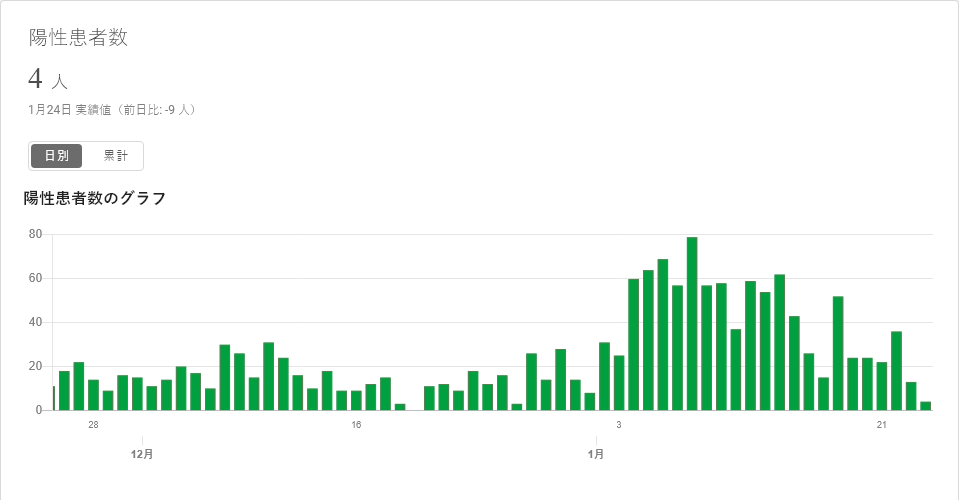 陽性患者数
4 人
1月24日 実績値（前日比: -9 人）
日別 累計
陽性患者数のグラフ
80
60
40
20
0
28 16 3 21
12月 1月